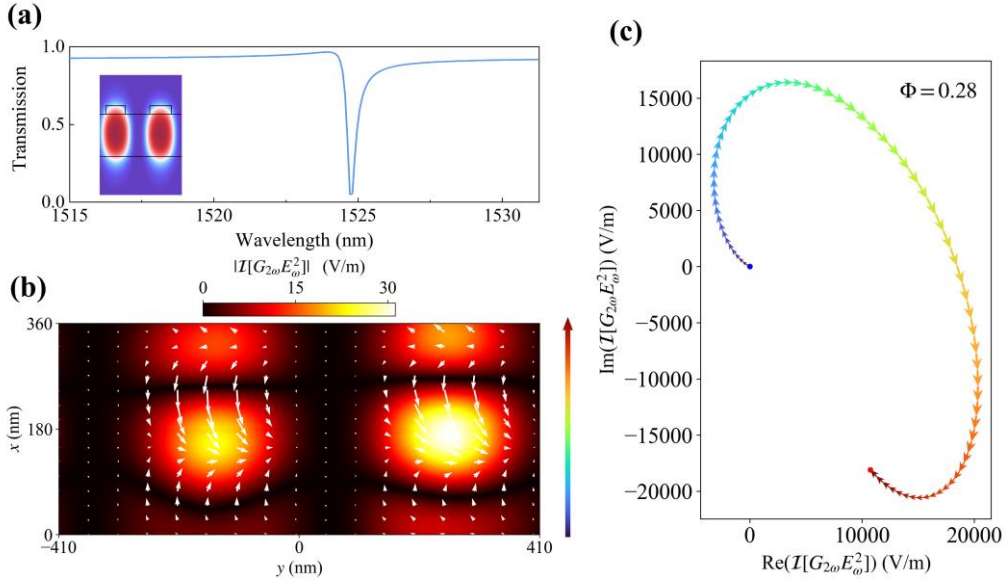 (a)
1.0
0.5
0.0
Transmission
1515
1520
1525
1530
Wavelength (nm)
|𝓘[G₂ωE²ω]| (V/m)
0
15
30
(b)
360
180
0
x (nm)
−410
0
410
y (nm)
(c)
Φ=0.28
15000
10000
5000
0
−5000
−10000
−15000
−20000
Im(𝓘[G₂ωE²ω]) (V/m)
0
10000
20000
Re(𝓘[G₂ωE²ω]) (V/m)